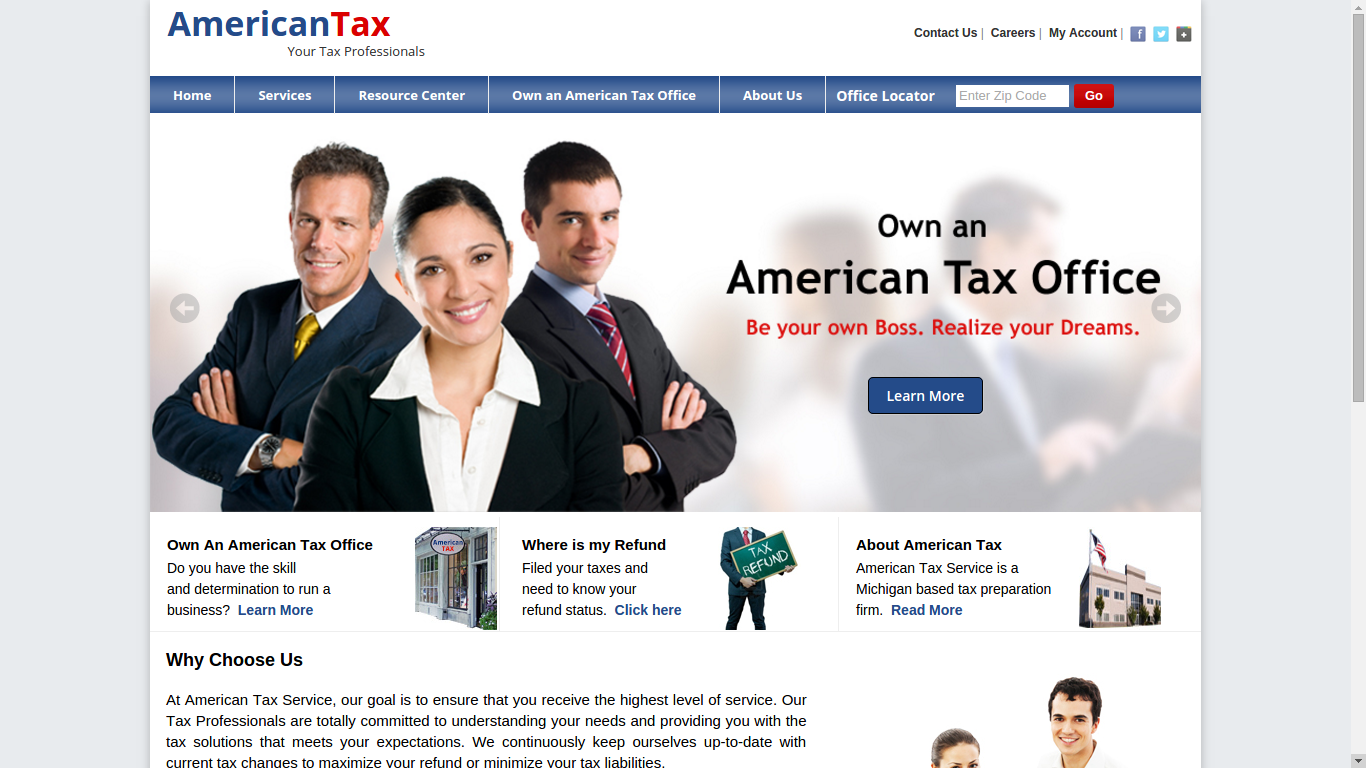 AmericanTax
Your Tax Professionals
Contact Us | Careers | My Account |
Home Services Resource Center Own an American Tax Office About Us Office Locator Enter Zip Code Go
Own an
American Tax Office
Be your own Boss. Realize your Dreams.
Learn More
Own An American Tax Office
Do you have the skill
and determination to run a
business? Learn More
American
TAX
Where is my Refund
Filed your taxes and
need to know your
refund status. Click here
TAX
REFUND
About American Tax
American Tax Service is a
Michigan based tax preparation
firm. Read More
Why Choose Us
At American Tax Service, our goal is to ensure that you receive the highest level of service. Our
Tax Professionals are totally committed to understanding your needs and providing you with the
tax solutions that meets your expectations. We continuously keep ourselves up-to-date with
current tax changes to maximize your refund or minimize your tax liabilities.